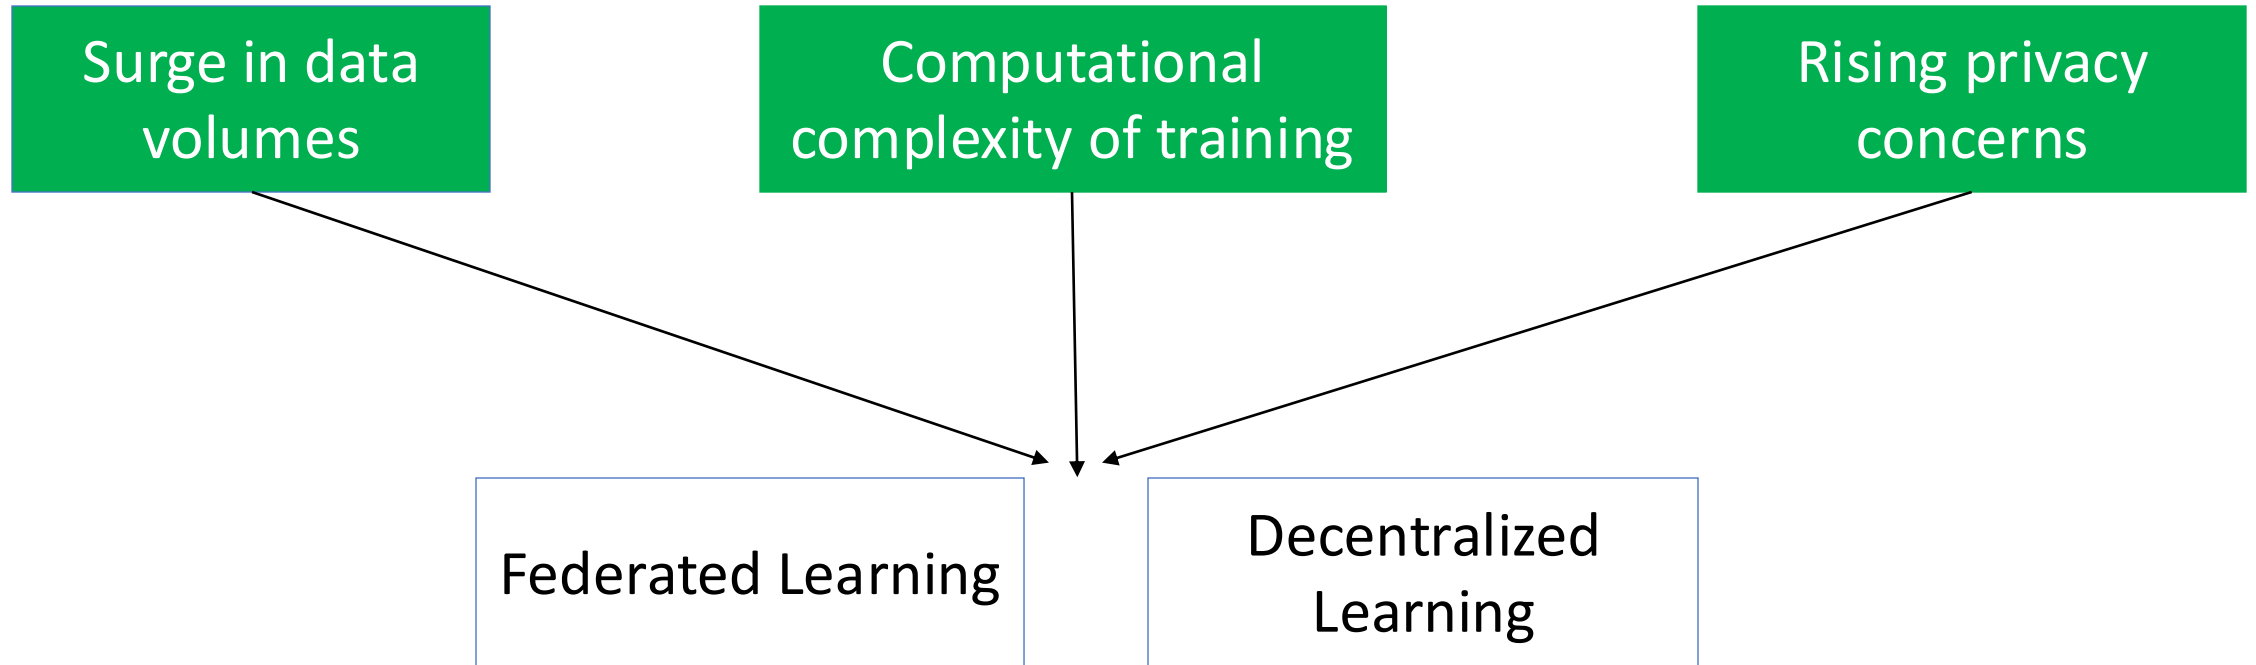 Surge in data
volumes
Computational
complexity of training
Rising privacy
concerns
Federated Learning
Decentralized
Learning